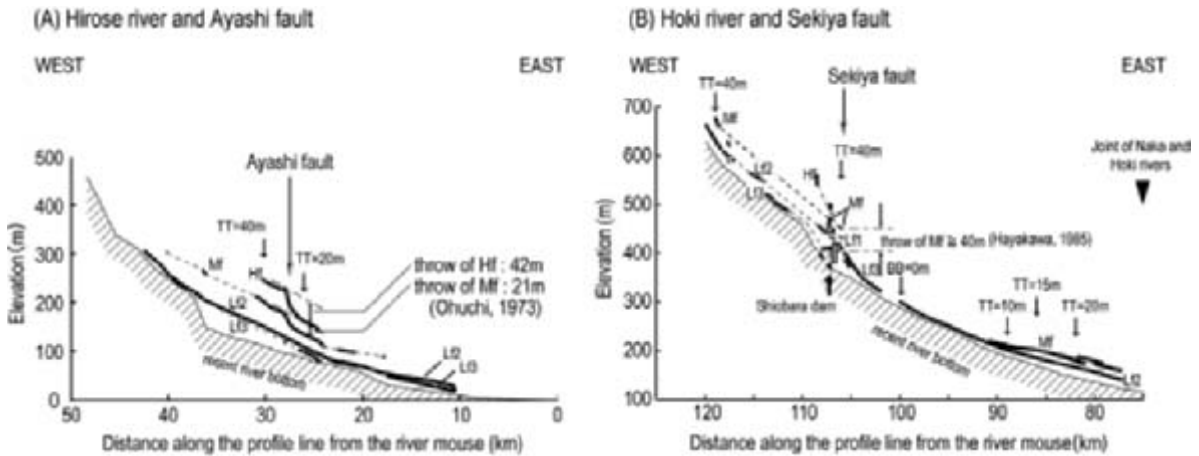 (A) Hirose river and Ayashi fault
WEST
EAST
Ayashi fault
TT=40m
TT=20m
Hf
Mf
Lf2
Lf3
throw of Hf : 42m
throw of Mf : 21m
(Ohuchi, 1973)
Lf2
Lf3
recent river bottom
Elevation (m)
500
400
300
200
100
0
50
40
30
20
10
0
Distance along the profile line from the river mouse (km)
(B) Hoki river and Sekiya fault
WEST
EAST
Sekiya fault
TT=40m
Mf
TT=40m
Lf2
Hf
Lf3
Mf
Lf1
Lf3
throw of Mf ≧ 40m (Hayakawa, 1985)
BB=0m
Shiobara dam
Joint of Naka and
Hoki rivers
TT=15m
TT=10m
TT=20m
Mf
Lf2
recent river bottom
Elevation (m)
700
600
500
400
300
200
100
120
110
100
90
80
Distance along the profile line from the river mouse(km)